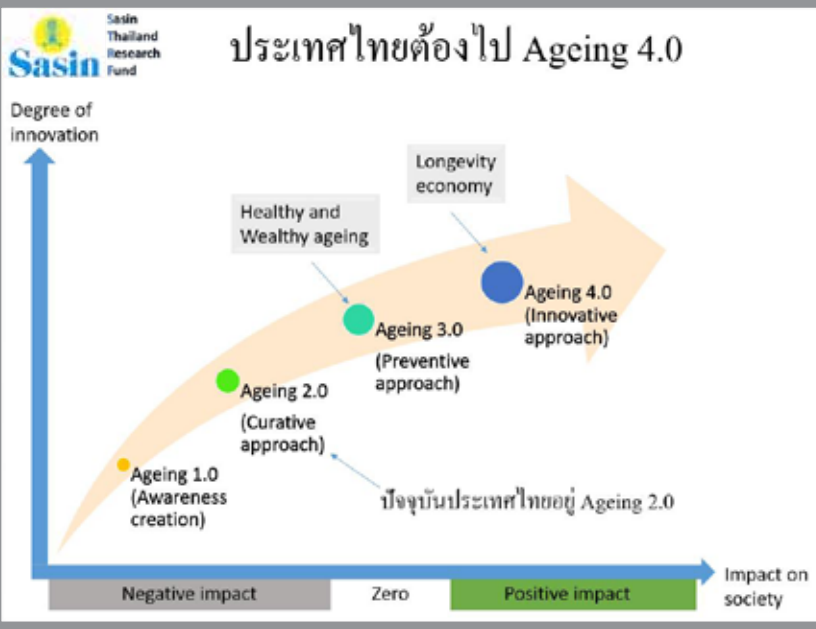 Sasin
Sasin
Thailand
Research
Fund
ประเทศไทยต้องไป Ageing 4.0
Degree of
innovation
Longevity
economy
Healthy and
Wealthy ageing
Ageing 4.0
(Innovative
approach)
Ageing 3.0
(Preventive
approach)
Ageing 2.0
(Curative
approach)
Ageing 1.0
(Awareness
creation)
ปัจจุบันประเทศไทยอยู่ Ageing 2.0
Negative impact
Zero
Positive impact
Impact on
society